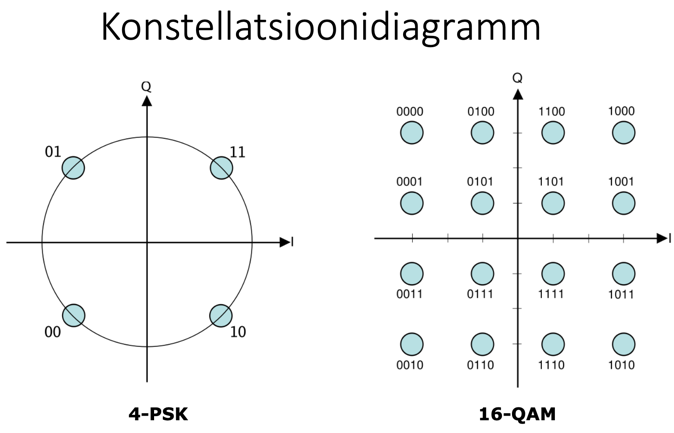 Konstellatsioonidiagramm
Q
01
11
I
00
10
4-PSK
Q
0000 0100 1100 1000
0001 0101 1101 1001
I
0011 0111 1111 1011
0010 0110 1110 1010
16-QAM